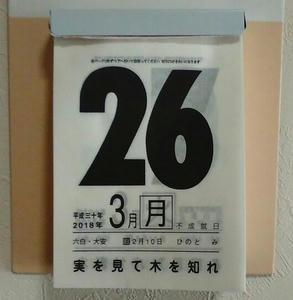 26
平成三十年
2018年
3月 月
不成就日
六白・大安 旧2月10日 ひのと み
実を見て木を知れ